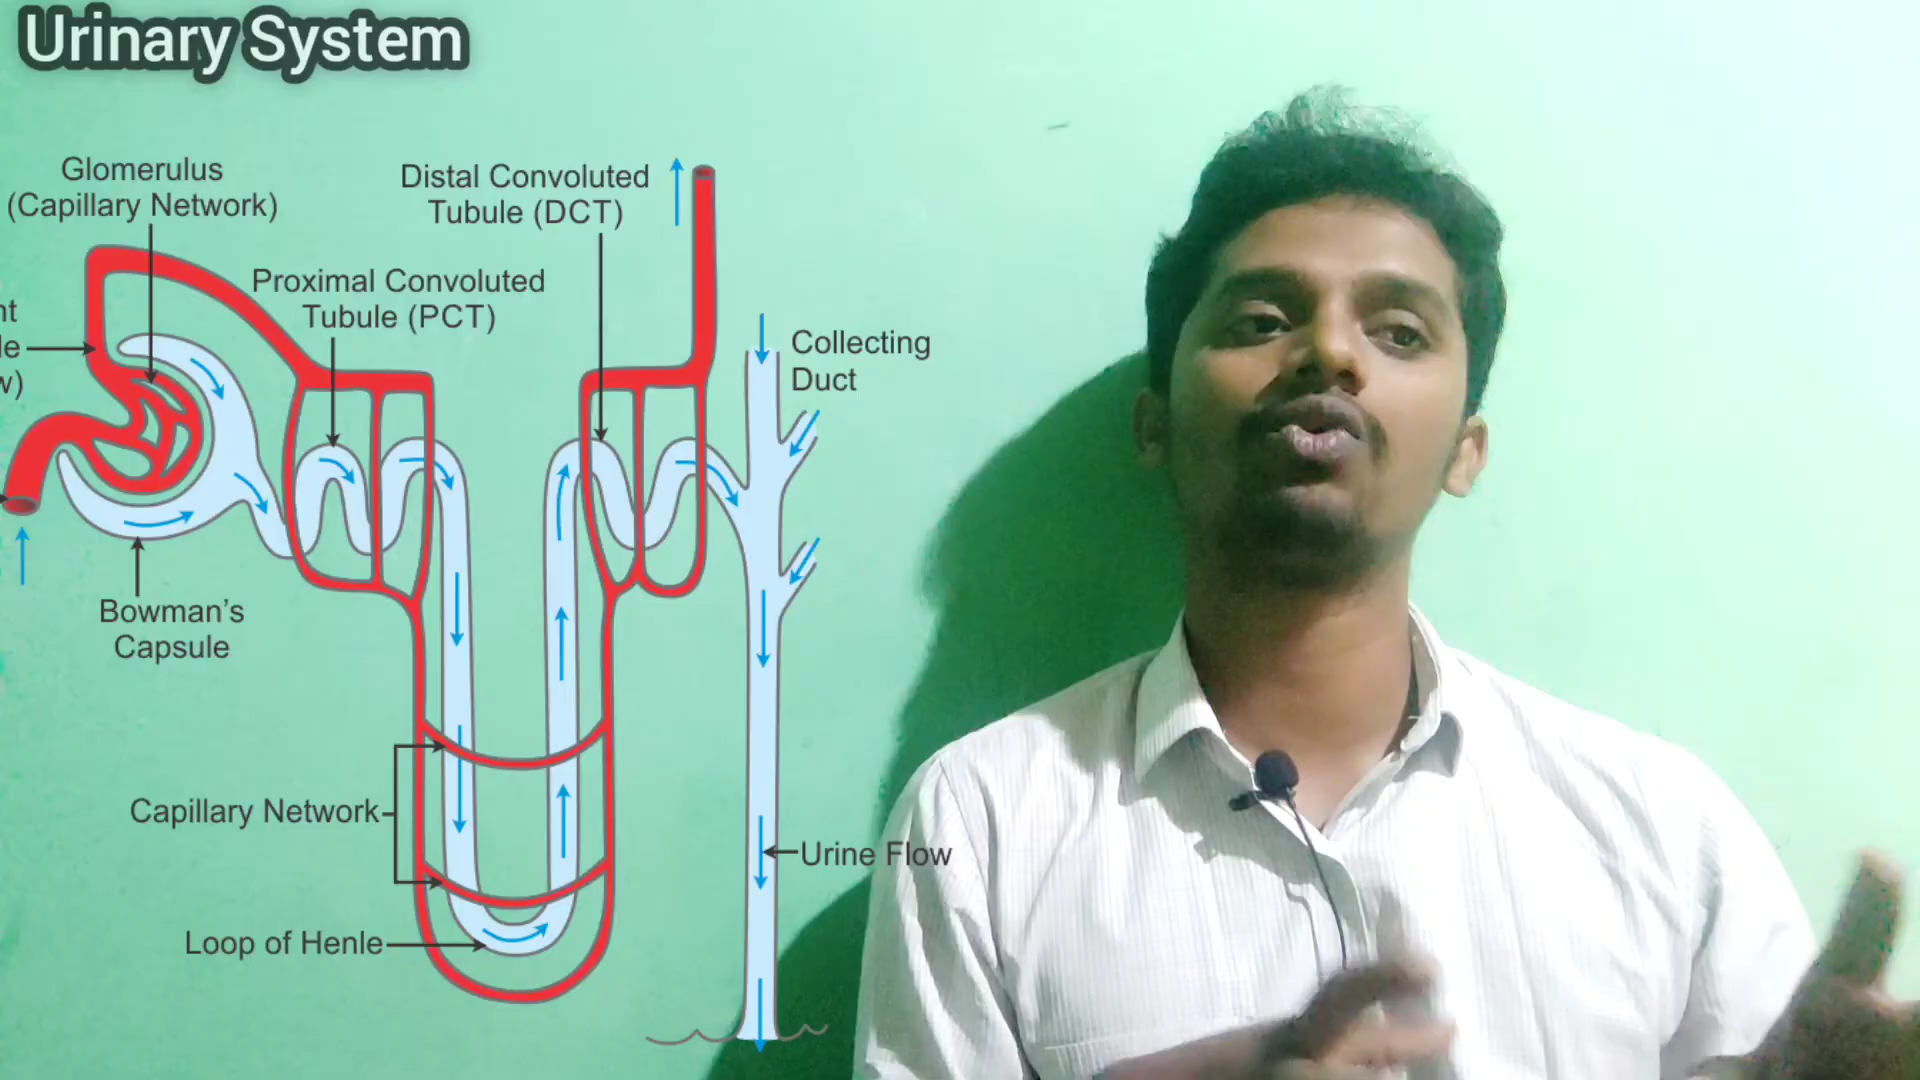 Urinary System
Glomerulus
(Capillary Network)
Distal Convoluted
Tubule (DCT)
Proximal Convoluted
Tubule (PCT)
Collecting
Duct
Bowman's
Capsule
Capillary Network
Urine Flow
Loop of Henle